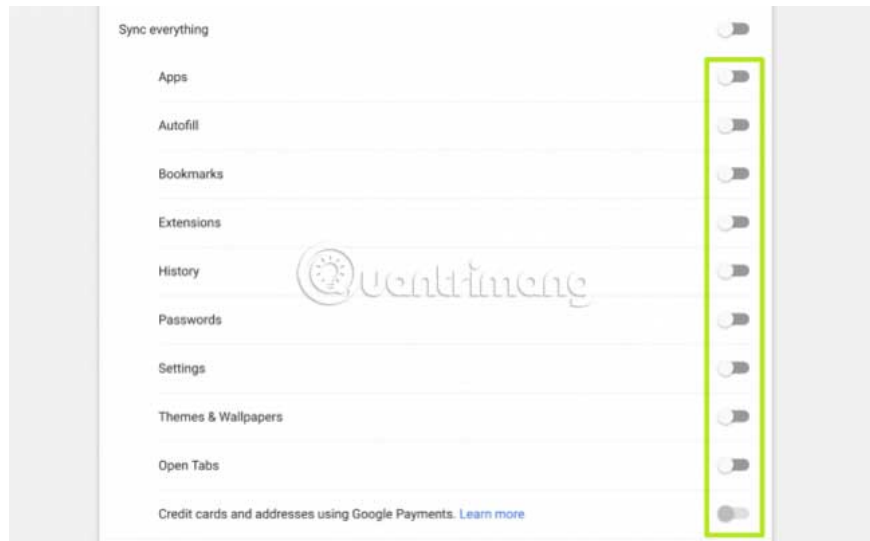 Sync everything
Apps
Autofill
Bookmarks
Extensions
History
Quantrimang
Passwords
Settings
Themes & Wallpapers
Open Tabs
Credit cards and addresses using Google Payments. Learn more